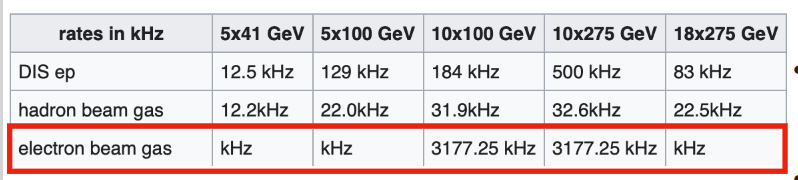 rates in kHz 5x41 GeV 5x100 GeV 10x100 GeV 10x275 GeV 18x275 GeV
DIS ep 12.5 kHz 129 kHz 184 kHz 500 kHz 83 kHz
hadron beam gas 12.2kHz 22.0kHz 31.9kHz 32.6kHz 22.5kHz
electron beam gas kHz kHz 3177.25 kHz 3177.25 kHz kHz